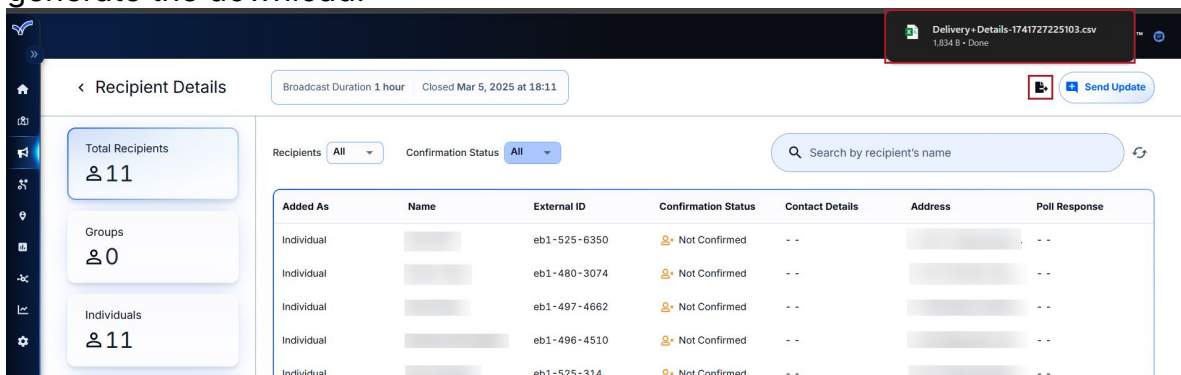 generate the download.
Delivery+Details-1741727225103.csv
1,834 B • Done
™
»
< Recipient Details
Broadcast Duration 1 hour Closed Mar 5, 2025 at 18:11
Send Update
Total Recipients
11
Groups
0
Individuals
11
Recipients All
Confirmation Status All
Search by recipient's name
Added As Name External ID Confirmation Status Contact Details Address Poll Response
Individual eb1-525-6350 Not Confirmed - - - -
Individual eb1-480-3074 Not Confirmed - - - -
Individual eb1-497-4662 Not Confirmed - - - -
Individual eb1-496-4510 Not Confirmed - - - -
Individual eb1-525-314 Not Confirmed - - - -